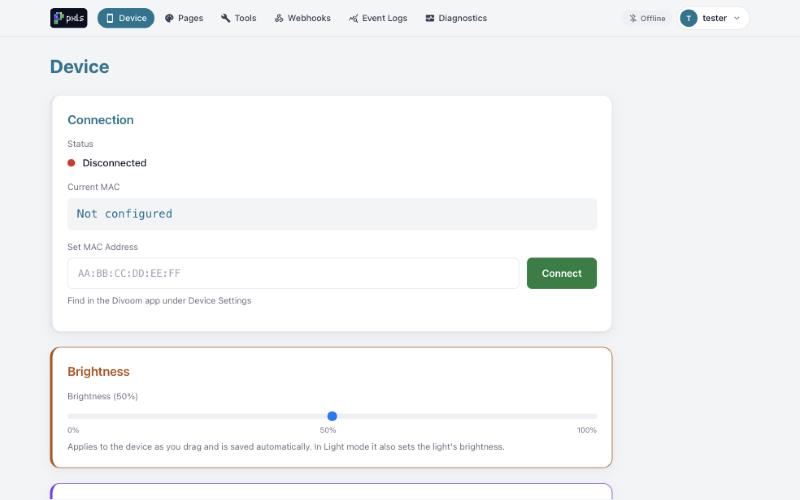 pxls
Device
Pages
Tools
Webhooks
Event Logs
Diagnostics
Offline
T
tester
Device
Connection
Status
Disconnected
Current MAC
Not configured
Set MAC Address
AA:BB:CC:DD:EE:FF
Connect
Find in the Divoom app under Device Settings
Brightness
Brightness (50%)
0%
50%
100%
Applies to the device as you drag and is saved automatically. In Light mode it also sets the light's brightness.